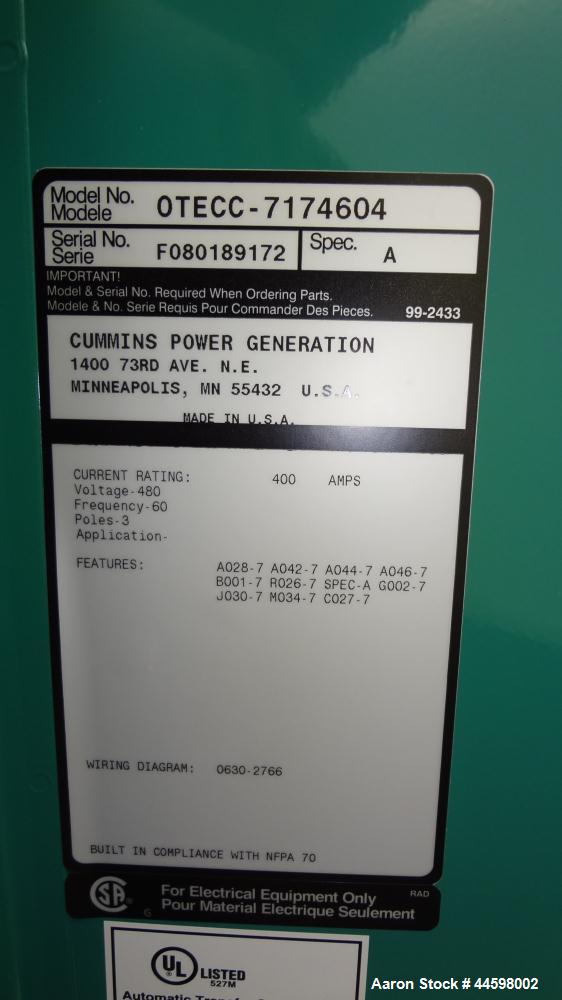 Model No. OTECC-7174604
Modele
Serial No. F080189172 Spec. A
Serie
IMPORTANT!
Model & Serial No. Required When Ordering Parts.
Modele & No. Serie Requis Pour Commander Des Pieces. 99-2433
CUMMINS POWER GENERATION
1400 73RD AVE. N.E.
MINNEAPOLIS, MN 55432 U.S.A.
MADE IN U.S.A.
CURRENT RATING: 400 AMPS
Voltage-480
Frequency-60
Poles-3
Application-
FEATURES: A028-7 A042-7 A044-7 A046-7
B001-7 R026-7 SPEC-A G002-7
J030-7 M034-7 C027-7
WIRING DIAGRAM: 0630-2766
BUILT IN COMPLIANCE WITH NFPA 70
SA For Electrical Equipment Only RAD
G Pour Material Electrique Seulement
UL LISTED
527M
Automatic
Aaron Stock # 44598002